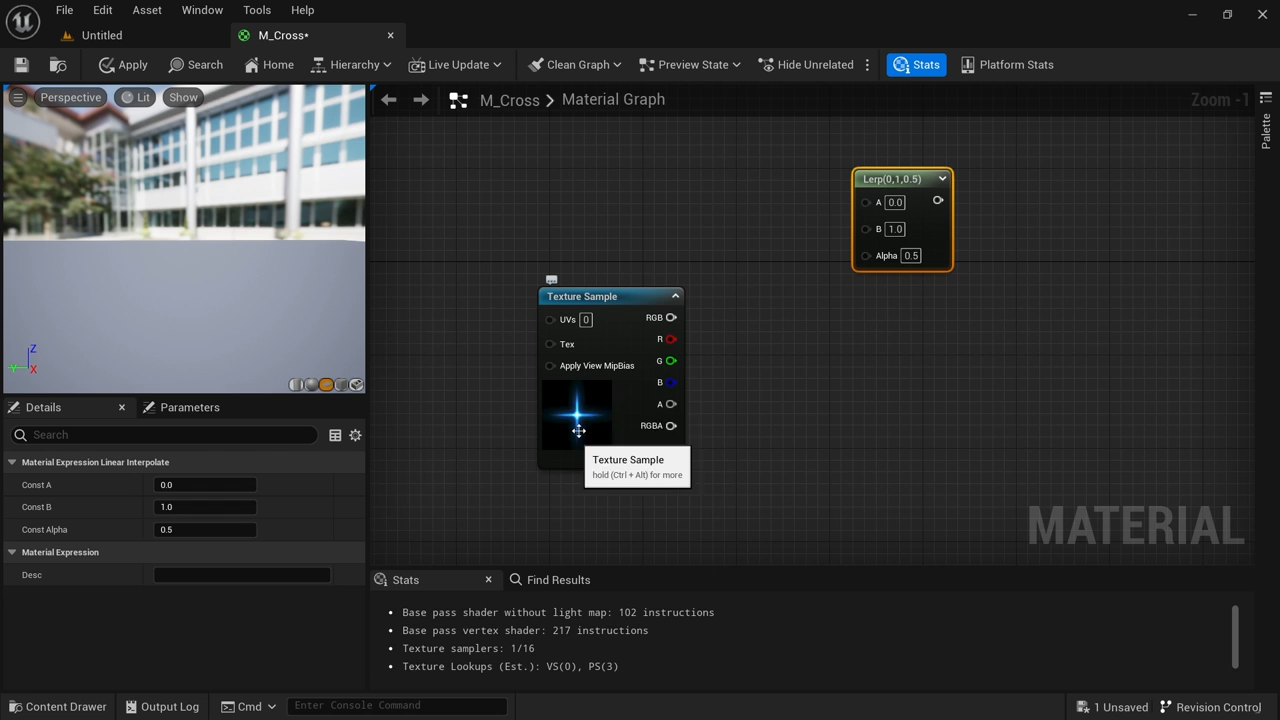 File Edit Asset Window Tools Help
Untitled
M_Cross*
Apply Search Home Hierarchy Live Update Clean Graph Preview State Hide Unrelated Stats Platform Stats
Perspective Lit Show
M_Cross > Material Graph
Zoom -1
Palette
Lerp(0,1,0.5)
A 0.0
B 1.0
Alpha 0.5
Texture Sample
UVs 0 RGB
R
Tex
G
Apply View MipBias
B
A
RGBA
Texture Sample
hold (Ctrl + Alt) for more
Z
Y
X
MATERIAL
Details Parameters
Search
Material Expression Linear Interpolate
Const A 0.0
Const B 1.0
Const Alpha 0.5
Material Expression
Desc
Stats Find Results
• Base pass shader without light map: 102 instructions
• Base pass vertex shader: 217 instructions
• Texture samplers: 1/16
• Texture Lookups (Est.): VS(0), PS(3)
Content Drawer Output Log Cmd Enter Console Command 1 Unsaved Revision Control